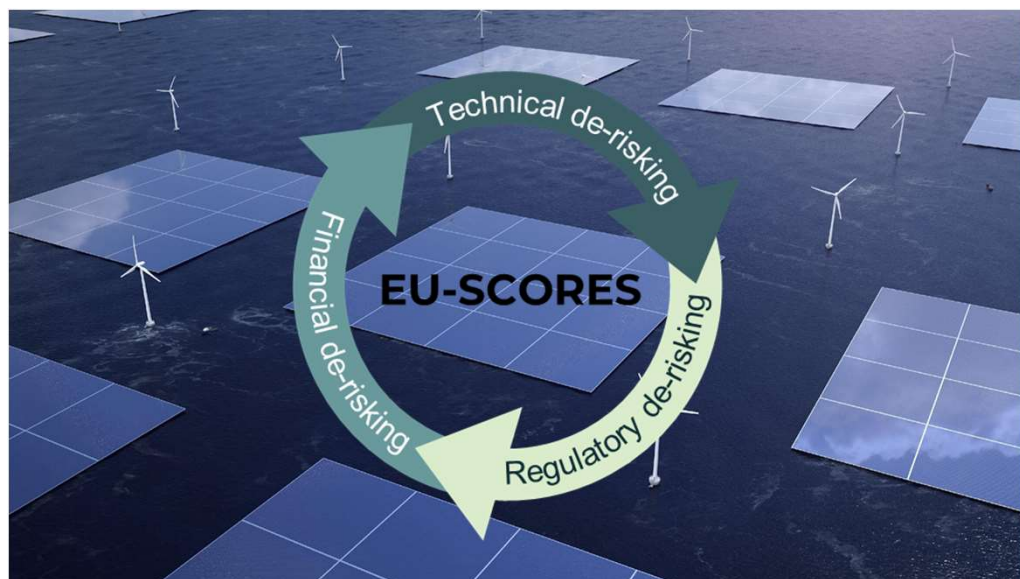 Technical de-risking
EU-SCORES
Financial de-risking
Regulatory de-risking